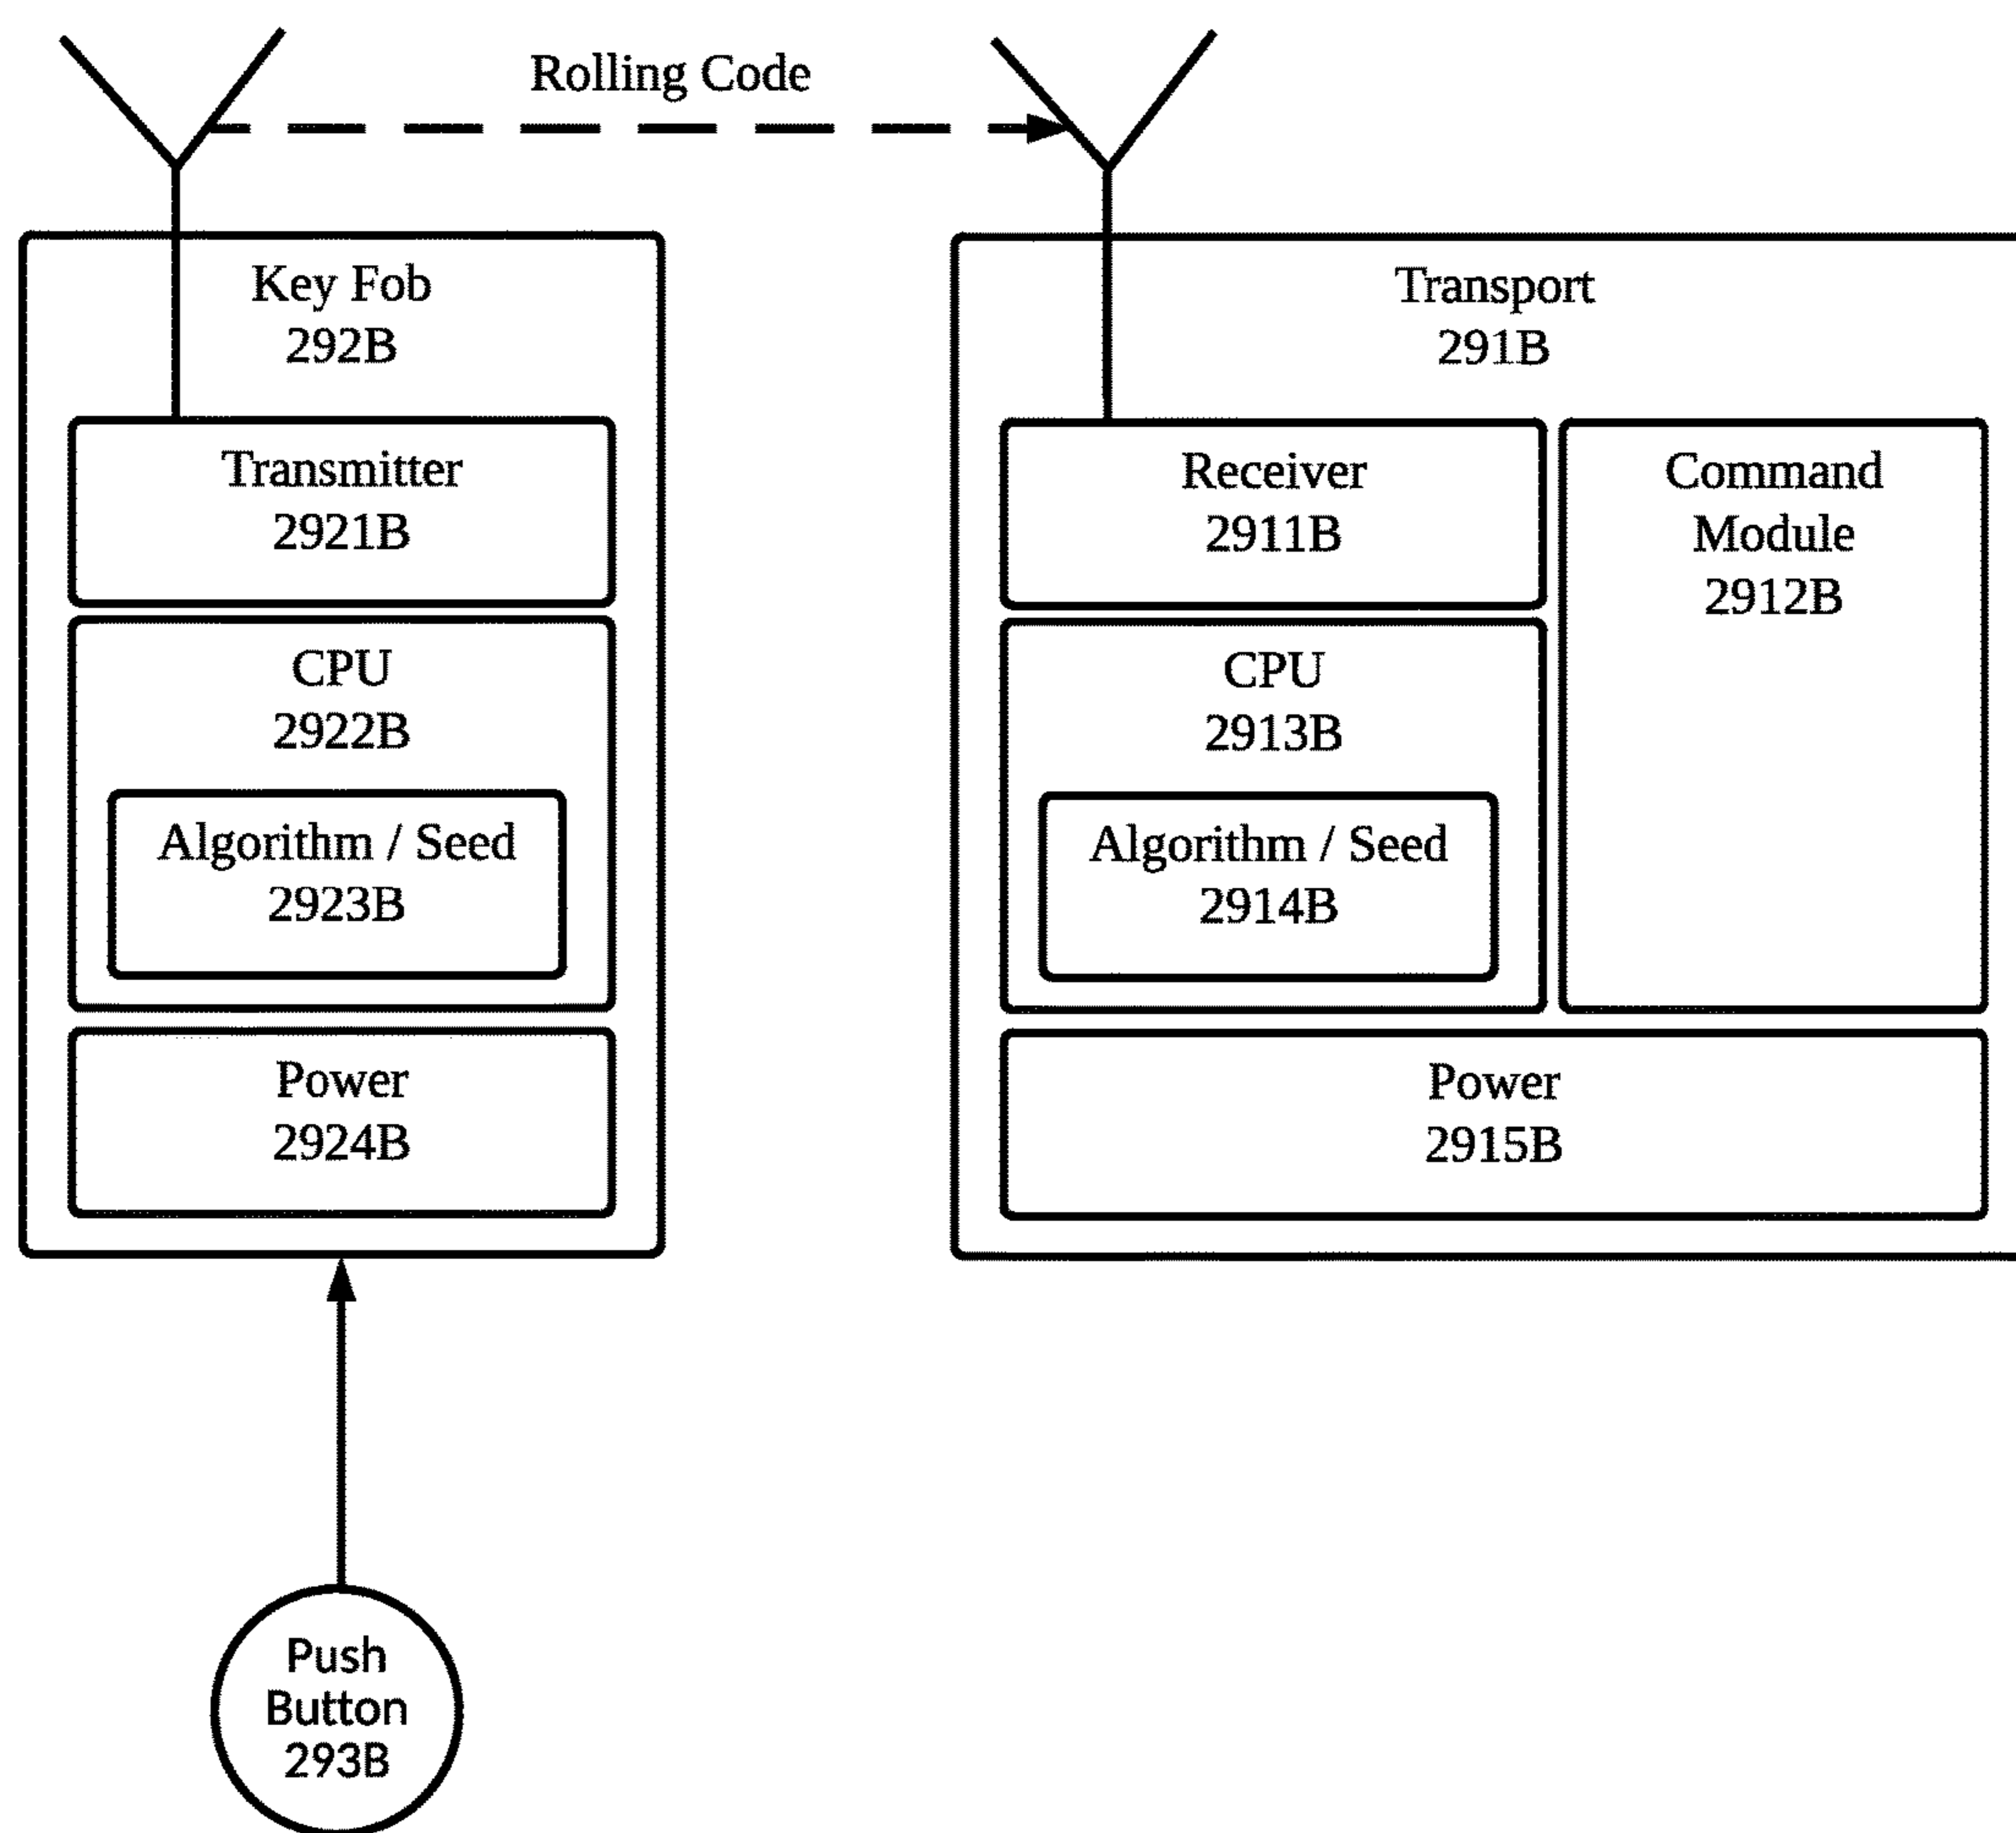 Rolling Code
Key Fob
292B
Transmitter
2921B
CPU
2922B
Algorithm / Seed
2923B
Power
2924B
Push
Button
293B
Transport
291B
Receiver
2911B
Command
Module
2912B
CPU
2913B
Algorithm / Seed
2914B
Power
2915B